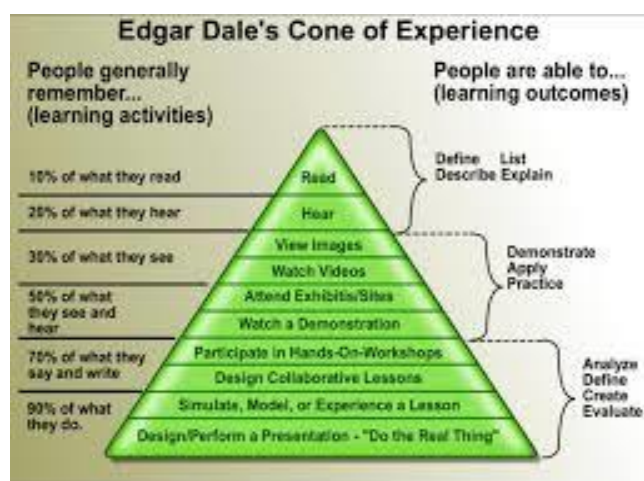 Edgar Dale's Cone of Experience
People generally
remember...
(learning activities)
People are able to...
(learning outcomes)
10% of what they read
20% of what they hear
30% of what they see
50% of what
they see and
hear
70% of what they
say and write
90% of what
they do.
Read
Hear
View Images
Watch Videos
Attend Exhibitis/Sites
Watch a Demonstration
Participate in Hands-On-Workshops
Design Collaborative Lessons
Simulate, Model, or Experience a Lesson
Design/Perform a Presentation - "Do the Real Thing"
Define List
Describe Explain
Demonstrate
Apply
Practice
Analyze
Define
Create
Evaluate